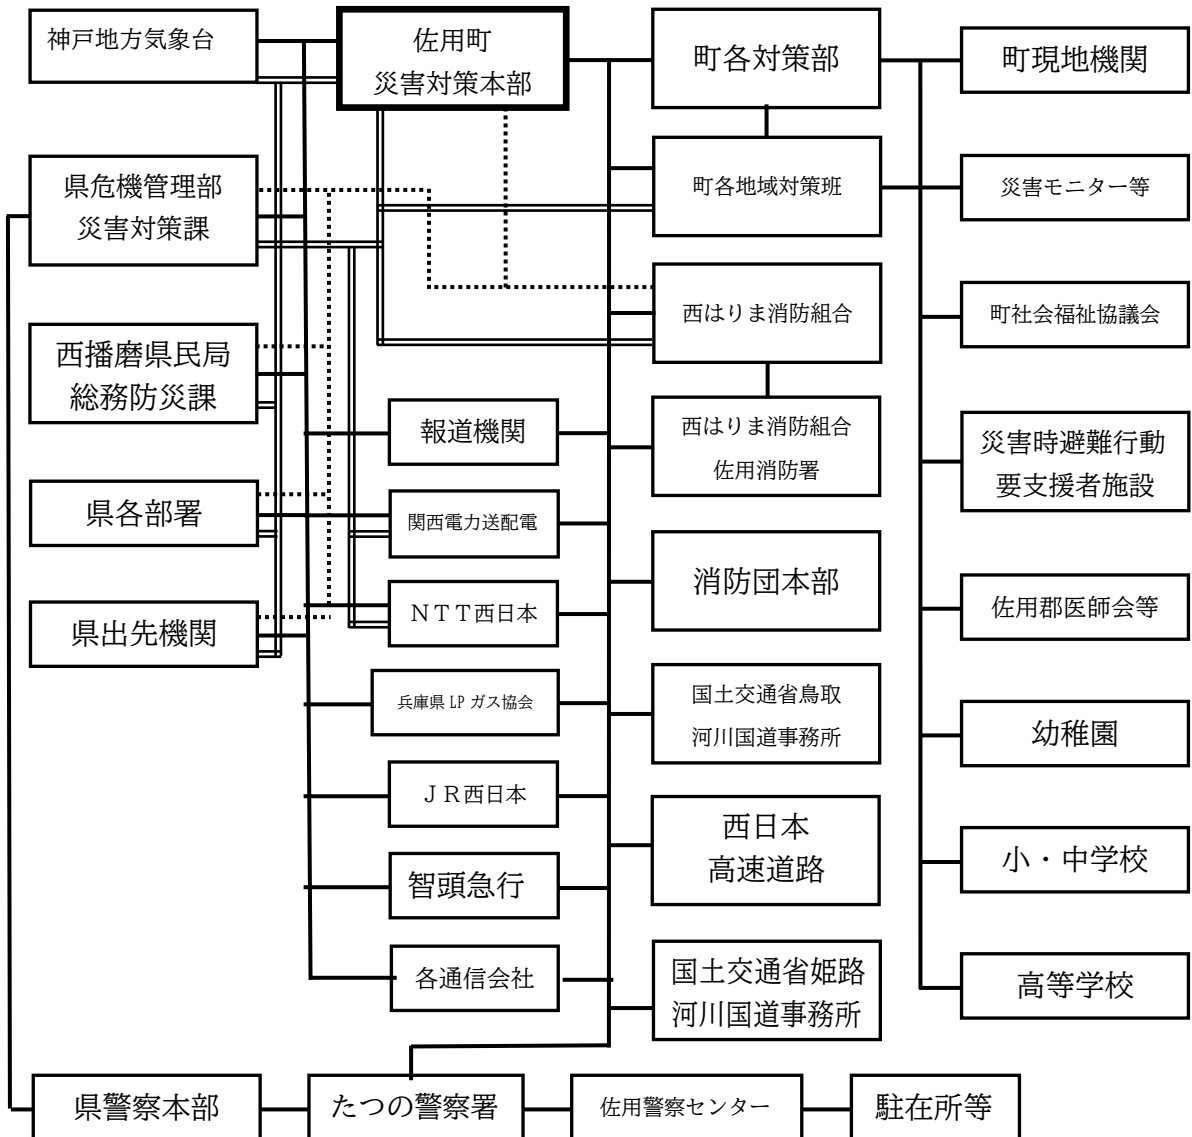 神戸地方気象台
佐用町
災害対策本部
町各対策部
町現地機関
県危機管理部
災害対策課
町各地域対策班
災害モニター等
西はりま消防組合
町社会福祉協議会
西播磨県民局
総務防災課
報道機関
西はりま消防組合
佐用消防署
災害時避難行動
要支援者施設
県各部署
関西電力送配電
消防団本部
県出先機関
ＮＴＴ西日本
佐用郡医師会等
兵庫県 LP ガス協会
国土交通省鳥取
河川国道事務所
幼稚園
ＪＲ西日本
西日本
高速道路
小・中学校
智頭急行
各通信会社
国土交通省姫路
河川国道事務所
高等学校
県警察本部
たつの警察署
佐用警察センター
駐在所等